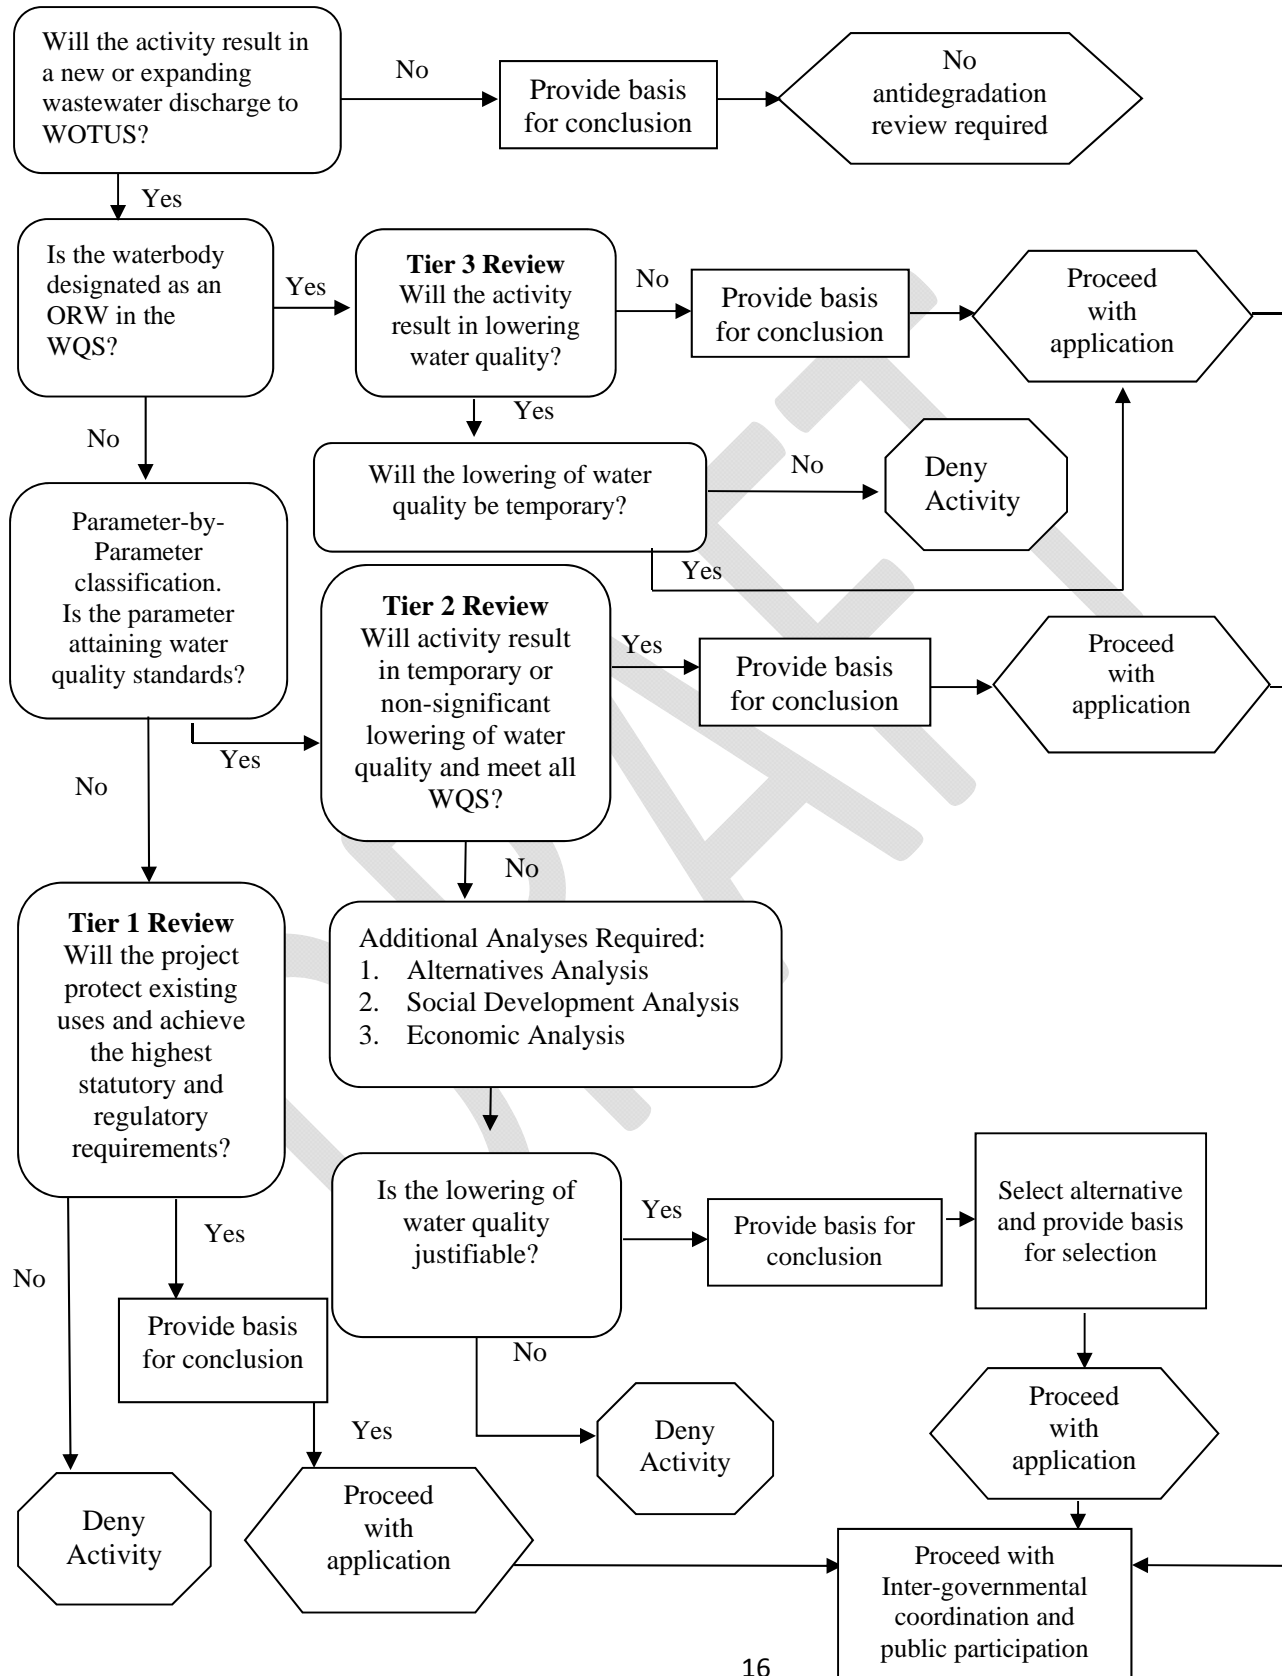 Will the activity result in
a new or expanding
wastewater discharge to
WOTUS?
No
Provide basis
for conclusion
No
antidegradation
review required
Yes
Is the waterbody
designated as an
ORW in the
WQS?
Yes
Tier 3 Review
Will the activity
result in lowering
water quality?
No
Provide basis
for conclusion
Proceed
with
application
Yes
No
Will the lowering of water
quality be temporary?
No
Deny
Activity
Yes
Parameter-by-
Parameter
classification.
Is the parameter
attaining water
quality standards?
Yes
Tier 2 Review
Will activity result
in temporary or
non-significant
lowering of water
quality and meet all
WQS?
Yes
Provide basis
for conclusion
Proceed
with
application
No
No
Tier 1 Review
Will the project
protect existing
uses and achieve
the highest
statutory and
regulatory
requirements?
Additional Analyses Required:
1. Alternatives Analysis
2. Social Development Analysis
3. Economic Analysis
Is the lowering of
water quality
justifiable?
Yes
Provide basis for
conclusion
Select alternative
and provide basis
for selection
No
Yes
Provide basis
for conclusion
No
Deny
Activity
Proceed
with
application
Yes
Deny
Activity
Proceed
with
application
Proceed with
Inter-governmental
coordination and
public participation
DRAFT
16